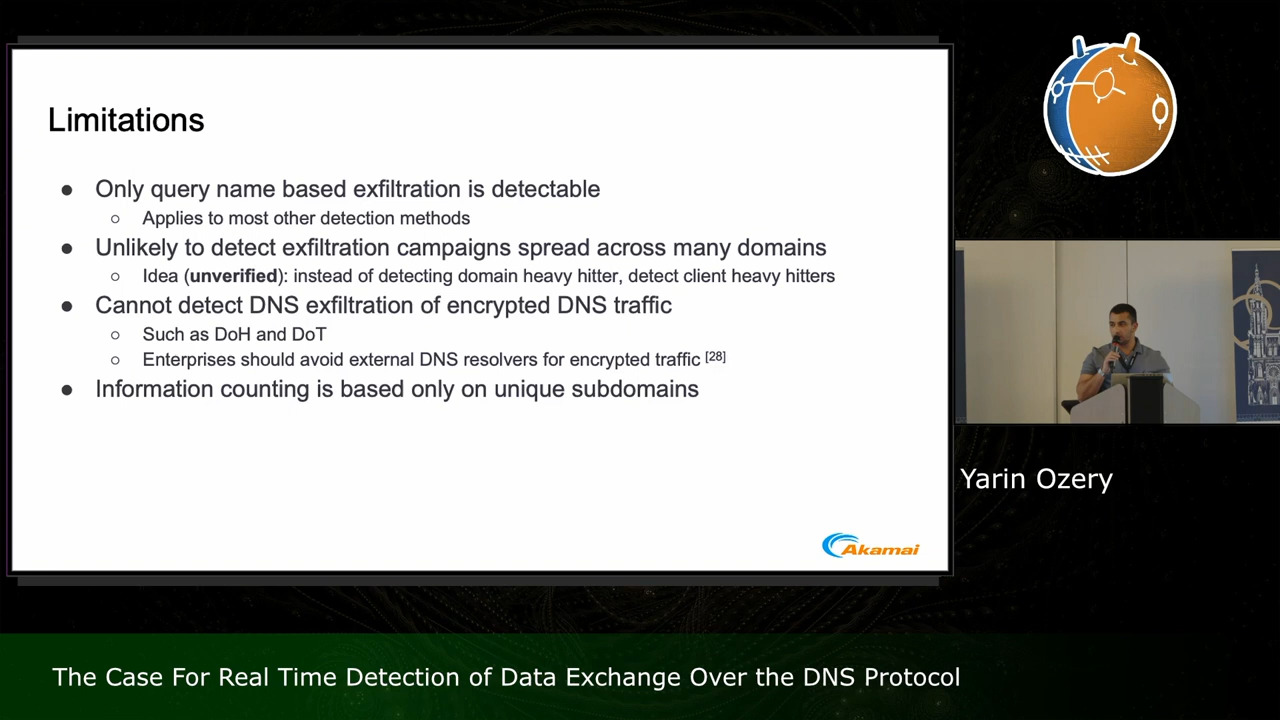 Limitations
● Only query name based exfiltration is detectable
○ Applies to most other detection methods
● Unlikely to detect exfiltration campaigns spread across many domains
○ Idea (unverified): instead of detecting domain heavy hitter, detect client heavy hitters
● Cannot detect DNS exfiltration of encrypted DNS traffic
○ Such as DoH and DoT
○ Enterprises should avoid external DNS resolvers for encrypted traffic [28]
● Information counting is based only on unique subdomains
Akamai
Yarin Ozery
The Case For Real Time Detection of Data Exchange Over the DNS Protocol